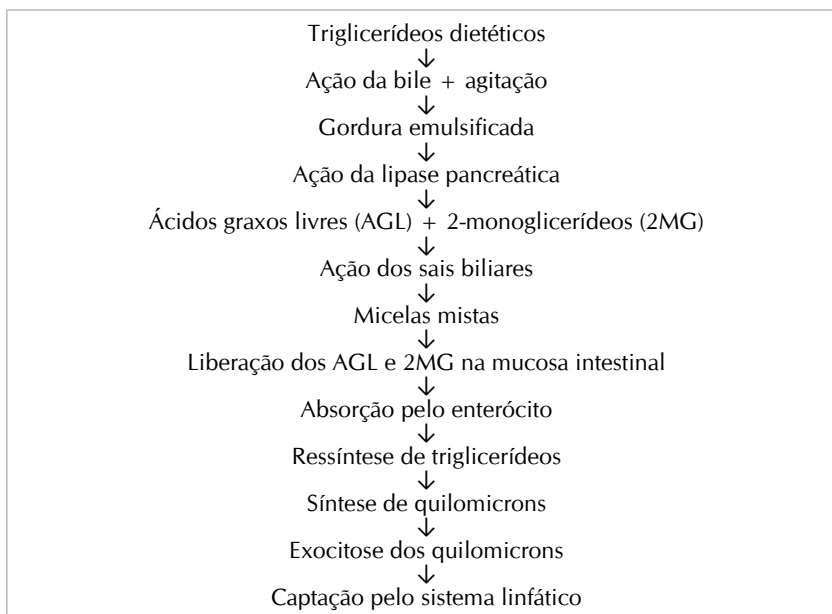 Triglicerídeos dietéticos
↓
Ação da bile + agitação
↓
Gordura emulsificada
↓
Ação da lipase pancreática
↓
Ácidos graxos livres (AGL) + 2-monoglicerídeos (2MG)
↓
Ação dos sais biliares
↓
Micelas mistas
↓
Liberação dos AGL e 2MG na mucosa intestinal
↓
Absorção pelo enterócito
↓
Ressíntese de triglicerídeos
↓
Síntese de quilomicrons
↓
Exocitose dos quilomicrons
↓
Captação pelo sistema linfático